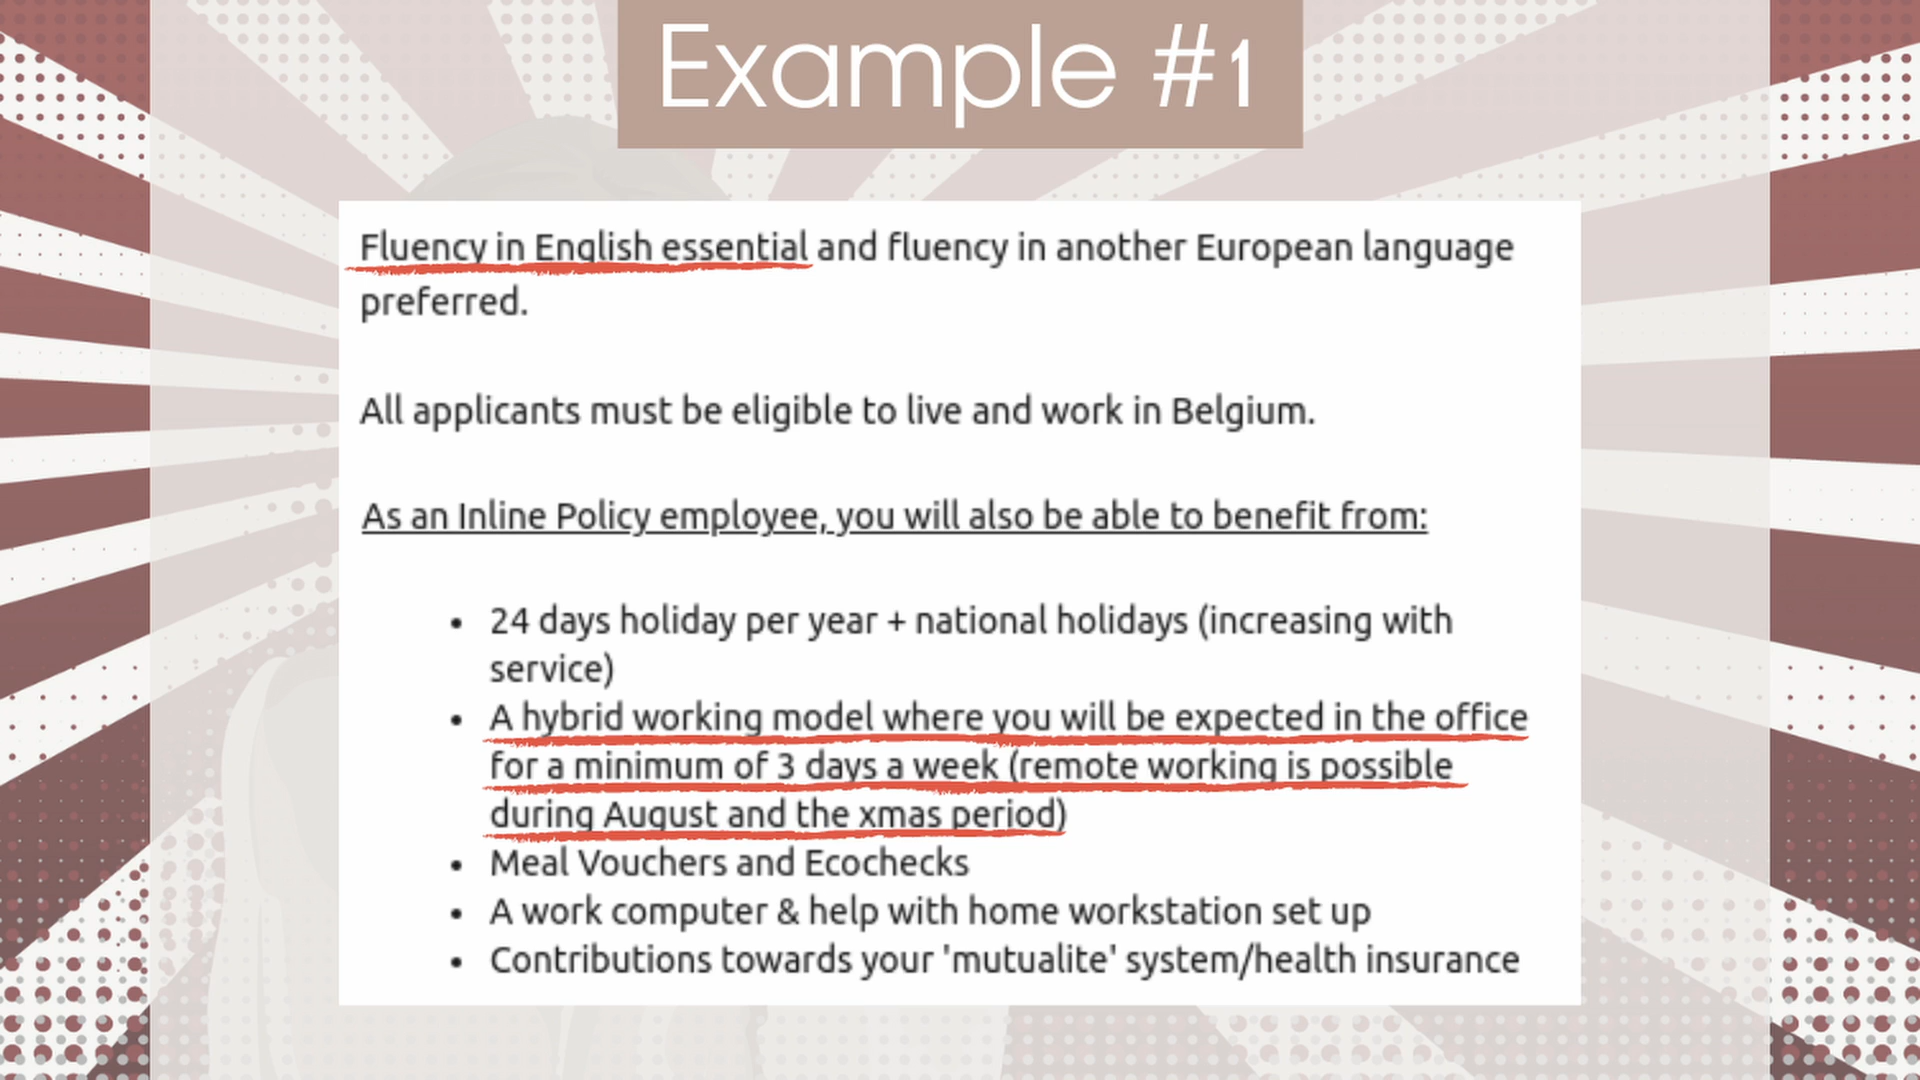 Example #1
Fluency in English essential and fluency in another European language
preferred.
All applicants must be eligible to live and work in Belgium.
As an Inline Policy employee, you will also be able to benefit from:
• 24 days holiday per year + national holidays (increasing with
service)
• A hybrid working model where you will be expected in the office
for a minimum of 3 days a week (remote working is possible
during August and the xmas period)
• Meal Vouchers and Ecochecks
• A work computer & help with home workstation set up
• Contributions towards your 'mutualite' system/health insurance